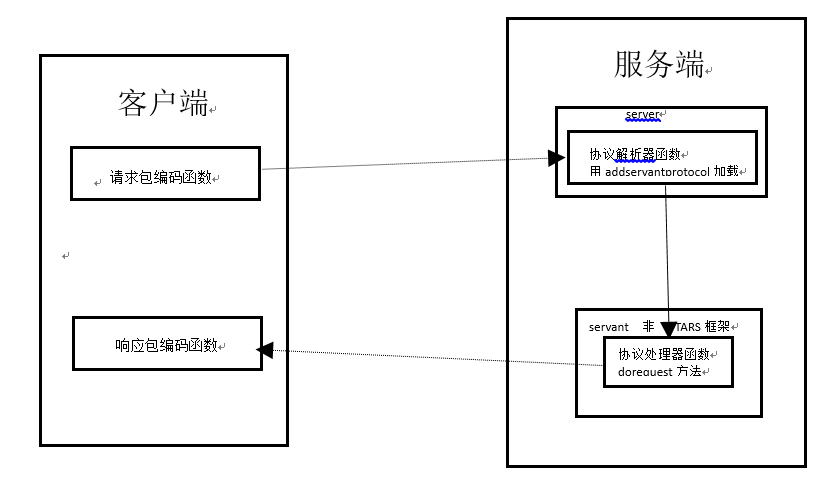 客户端
请求包编码函数
响应包编码函数
服务端
server
协议解析器函数
用 addservantprotocol 加载
servant 非 TARS 框架
协议处理器函数
dorequest 方法